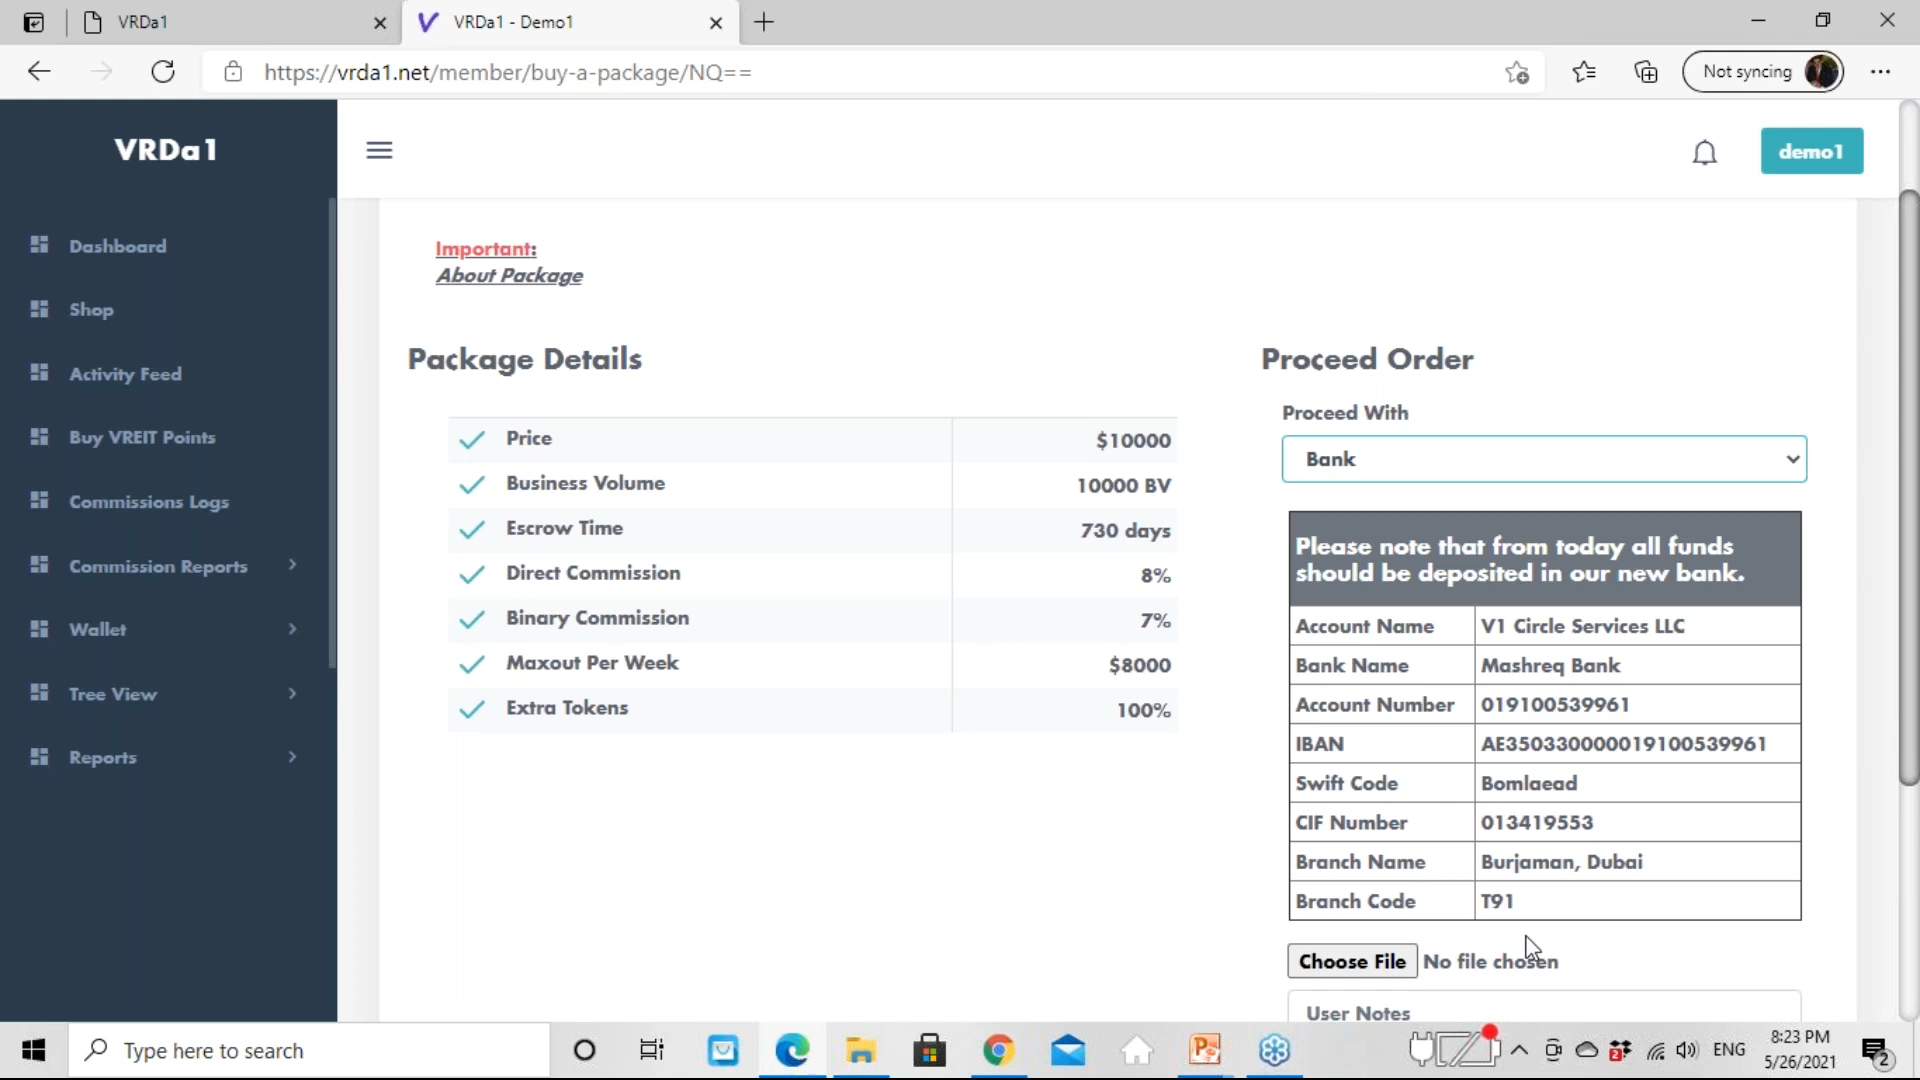 VRDa1
VRDa1 - Demo1
https://vrda1.net/member/buy-a-package/NQ==
Not syncing
VRDa1
demo1
Dashboard
Shop
Activity Feed
Buy VREIT Points
Commissions Logs
Commission Reports
Wallet
Tree View
Reports
Important:
About Package
Package Details
Price $10000
Business Volume 10000 BV
Escrow Time 730 days
Direct Commission 8%
Binary Commission 7%
Maxout Per Week $8000
Extra Tokens 100%
Proceed Order
Proceed With
Bank
Please note that from today all funds
should be deposited in our new bank.
Account Name V1 Circle Services LLC
Bank Name Mashreq Bank
Account Number 019100539961
IBAN AE350330000019100539961
Swift Code Bomlaead
CIF Number 013419553
Branch Name Burjaman, Dubai
Branch Code T91
Choose File No file chosen
User Notes
Type here to search
ENG
8:23 PM
5/26/2021
2
2